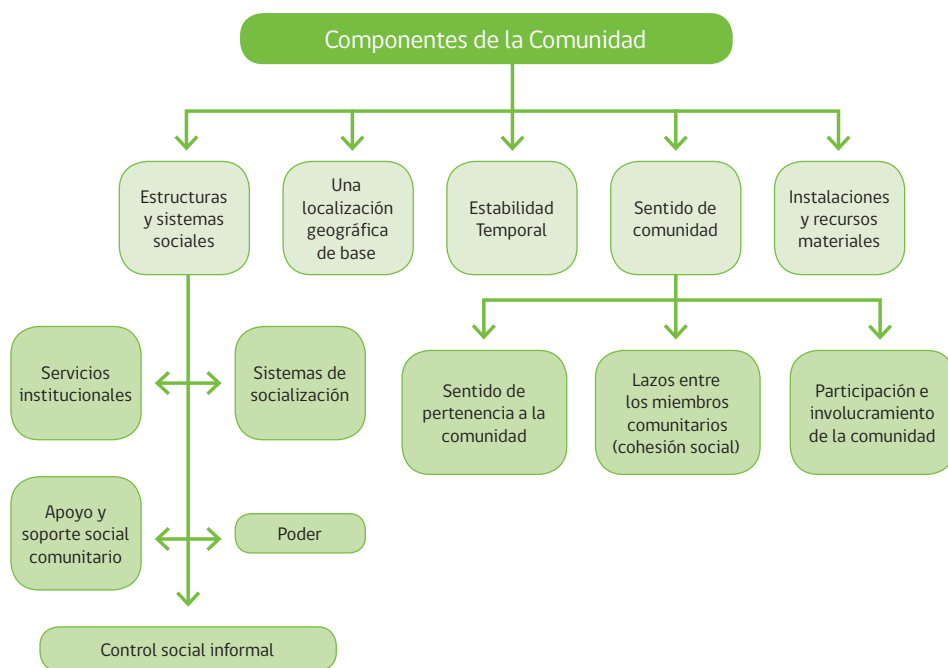 Componentes de la Comunidad
Estructuras
y sistemas
sociales
Una
localización
geográfica
de base
Estabilidad
Temporal
Sentido de
comunidad
Instalaciones
y recursos
materiales
Servicios
institucionales
Sistemas de
socialización
Apoyo y
soporte social
comunitario
Poder
Control social informal
Sentido de
pertenencia a la
comunidad
Lazos entre
los miembros
comunitarios
(cohesión social)
Participación e
involucramiento
de la comunidad